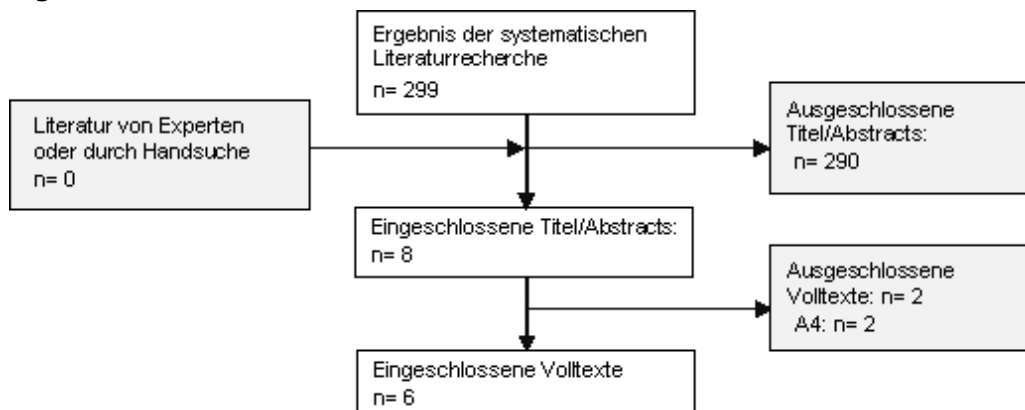 Ergebnis der systematischen
Literaturrecherche
n= 299
Literatur von Experten
oder durch Handsuche
n= 0
Ausgeschlossene
Titel/Abstracts:
n= 290
Eingeschlossene Titel/Abstracts:
n= 8
Ausgeschlossene
Volltexte: n= 2
A4: n= 2
Eingeschlossene Volltexte
n= 6